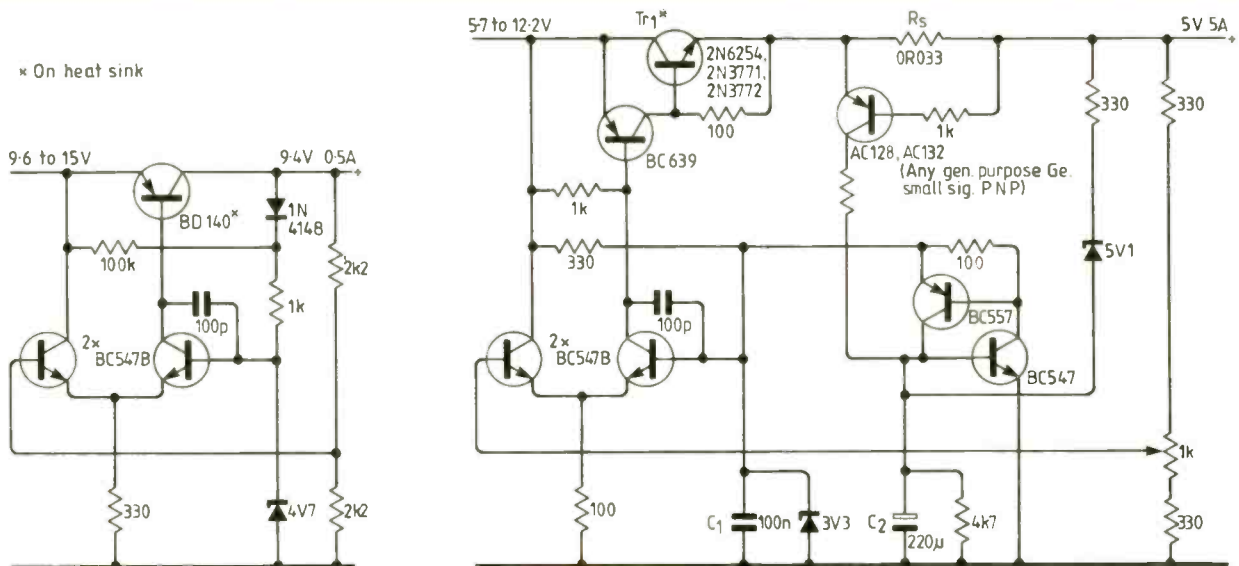 * On heat sink
9·6 to 15V
9·4V 0·5A
+
BD 140*
1N
4148
100k
2k2
1k
100p
2×
BC547B
330
4V7
2k2
5·7 to 12·2V
Tr1*
RS
5V 5A
+
2N6254,
2N3771,
2N3772
0R033
100
330
330
1k
BC639
AC128, AC132
(Any gen. purpose Ge.
small sig. PNP)
1k
330
100
5V1
100p
BC557
2×
BC547B
BC547
1k
100
C1
100n
3V3
C2
220μ
4k7
330